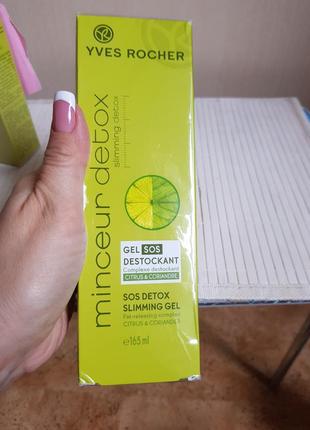 YVES ROCHER
minceur detox
slimming detox
GEL SOS
DESTOCKANT
Complexe destockant
CITRUS & CORIANDRE
SOS DETOX
SLIMMING GEL
Fat-releasing complex
CITRUS & CORIANDER
e165 ml